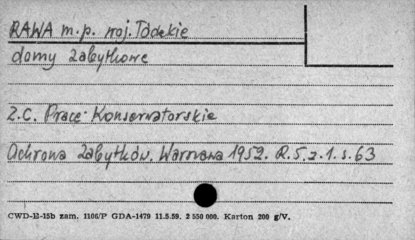 RAWA m.p. woj. Łódzkie
domy zabytkowe
Z.C. Prace Konserwatorskie
Ochrona Zabytków. Warszawa 1952. R.5. z.1. s.63
CWD-12-15b zam. 1106/P GDA-1479 11.5.59. 2 550 000. Karton 200 g/V.